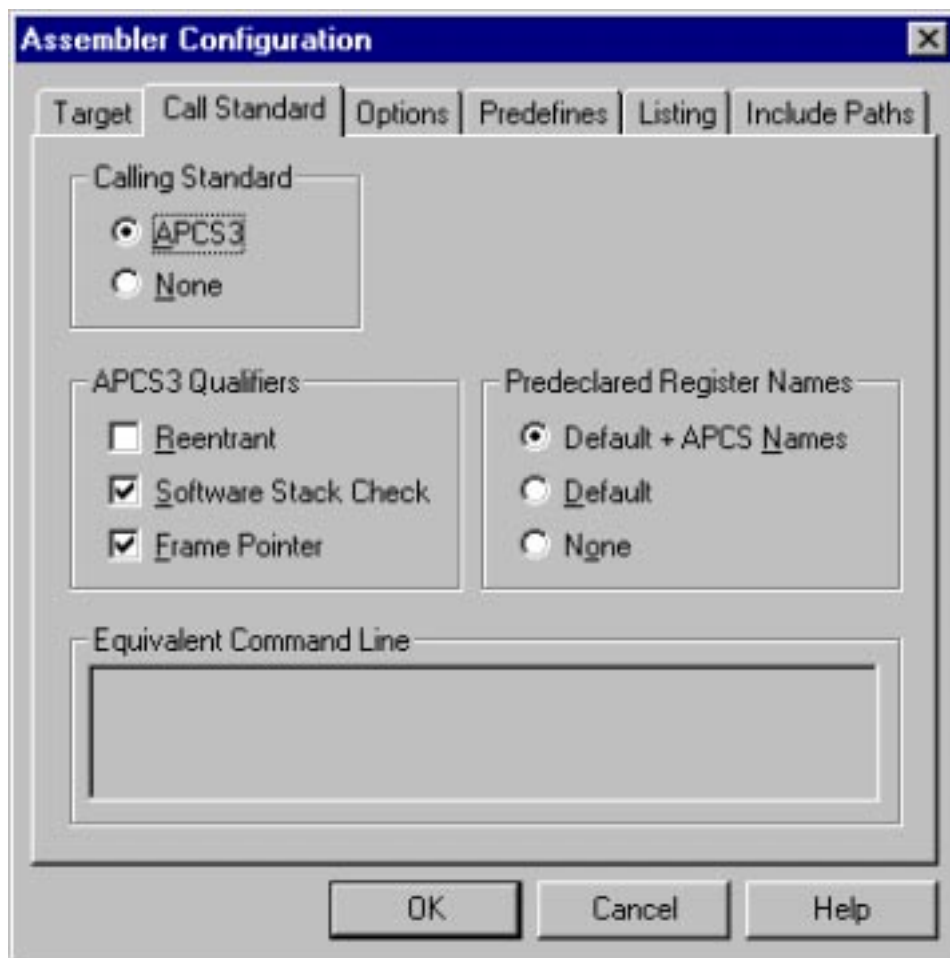 Assembler Configuration
Target Call Standard Options Predefines Listing Include Paths
Calling Standard
APCS3
None
APCS3 Qualifiers
Reentrant
Software Stack Check
Frame Pointer
Predeclared Register Names
Default + APCS Names
Default
None
Equivalent Command Line
OK Cancel Help